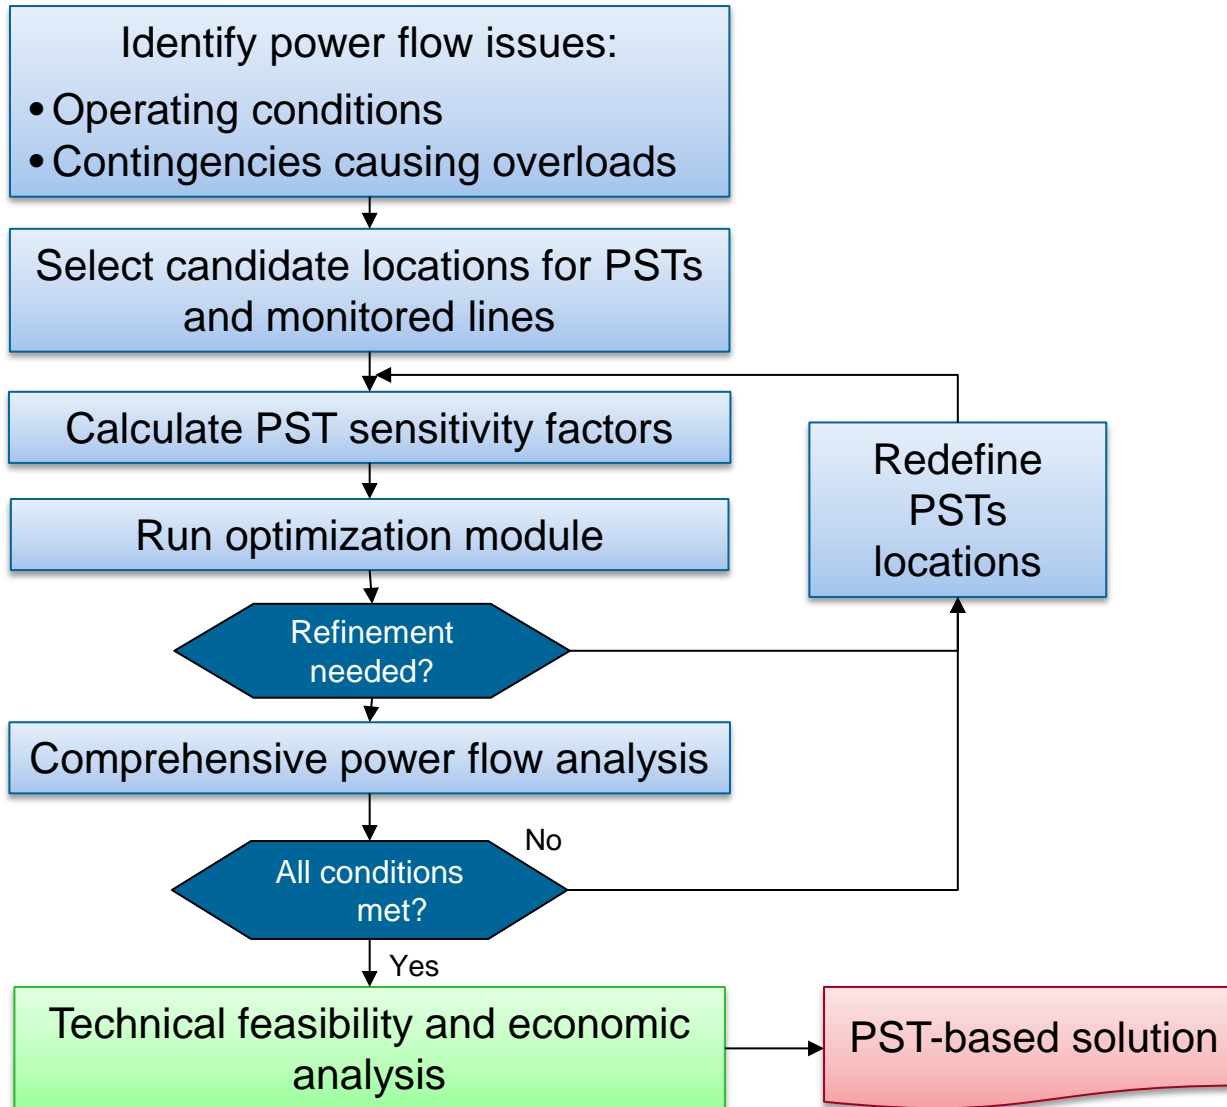 Identify power flow issues:
• Operating conditions
• Contingencies causing overloads
Select candidate locations for PSTs
and monitored lines
Calculate PST sensitivity factors
Redefine
PSTs
locations
Run optimization module
Refinement
needed?
Comprehensive power flow analysis
No
All conditions
met?
Yes
Technical feasibility and economic
analysis
PST-based solution